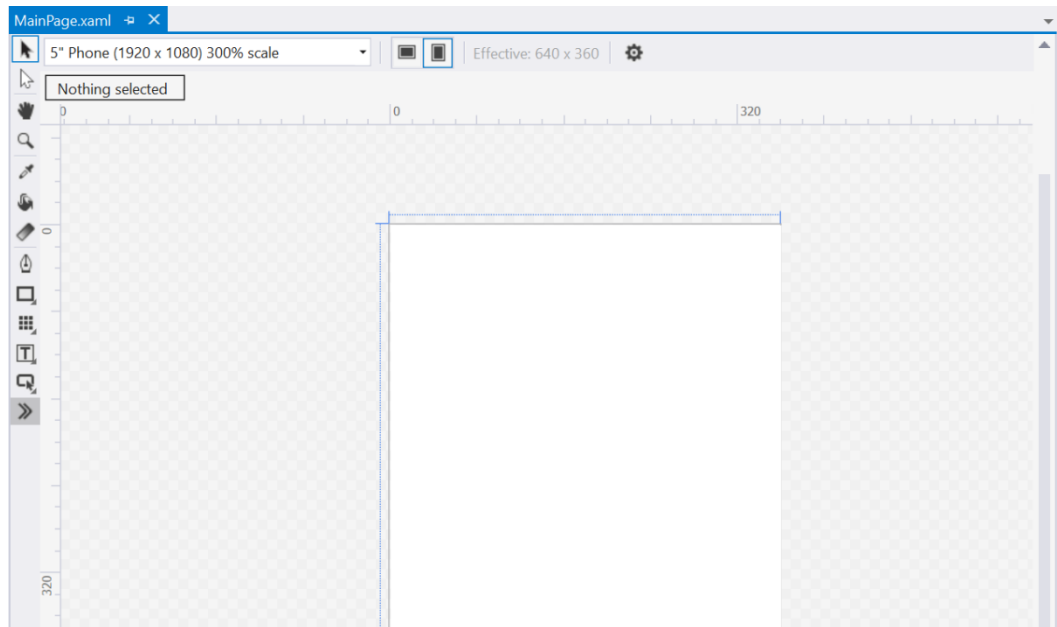 MainPage.xaml
5" Phone (1920 x 1080) 300% scale
Effective: 640 x 360
Nothing selected
0 0 320
0
320